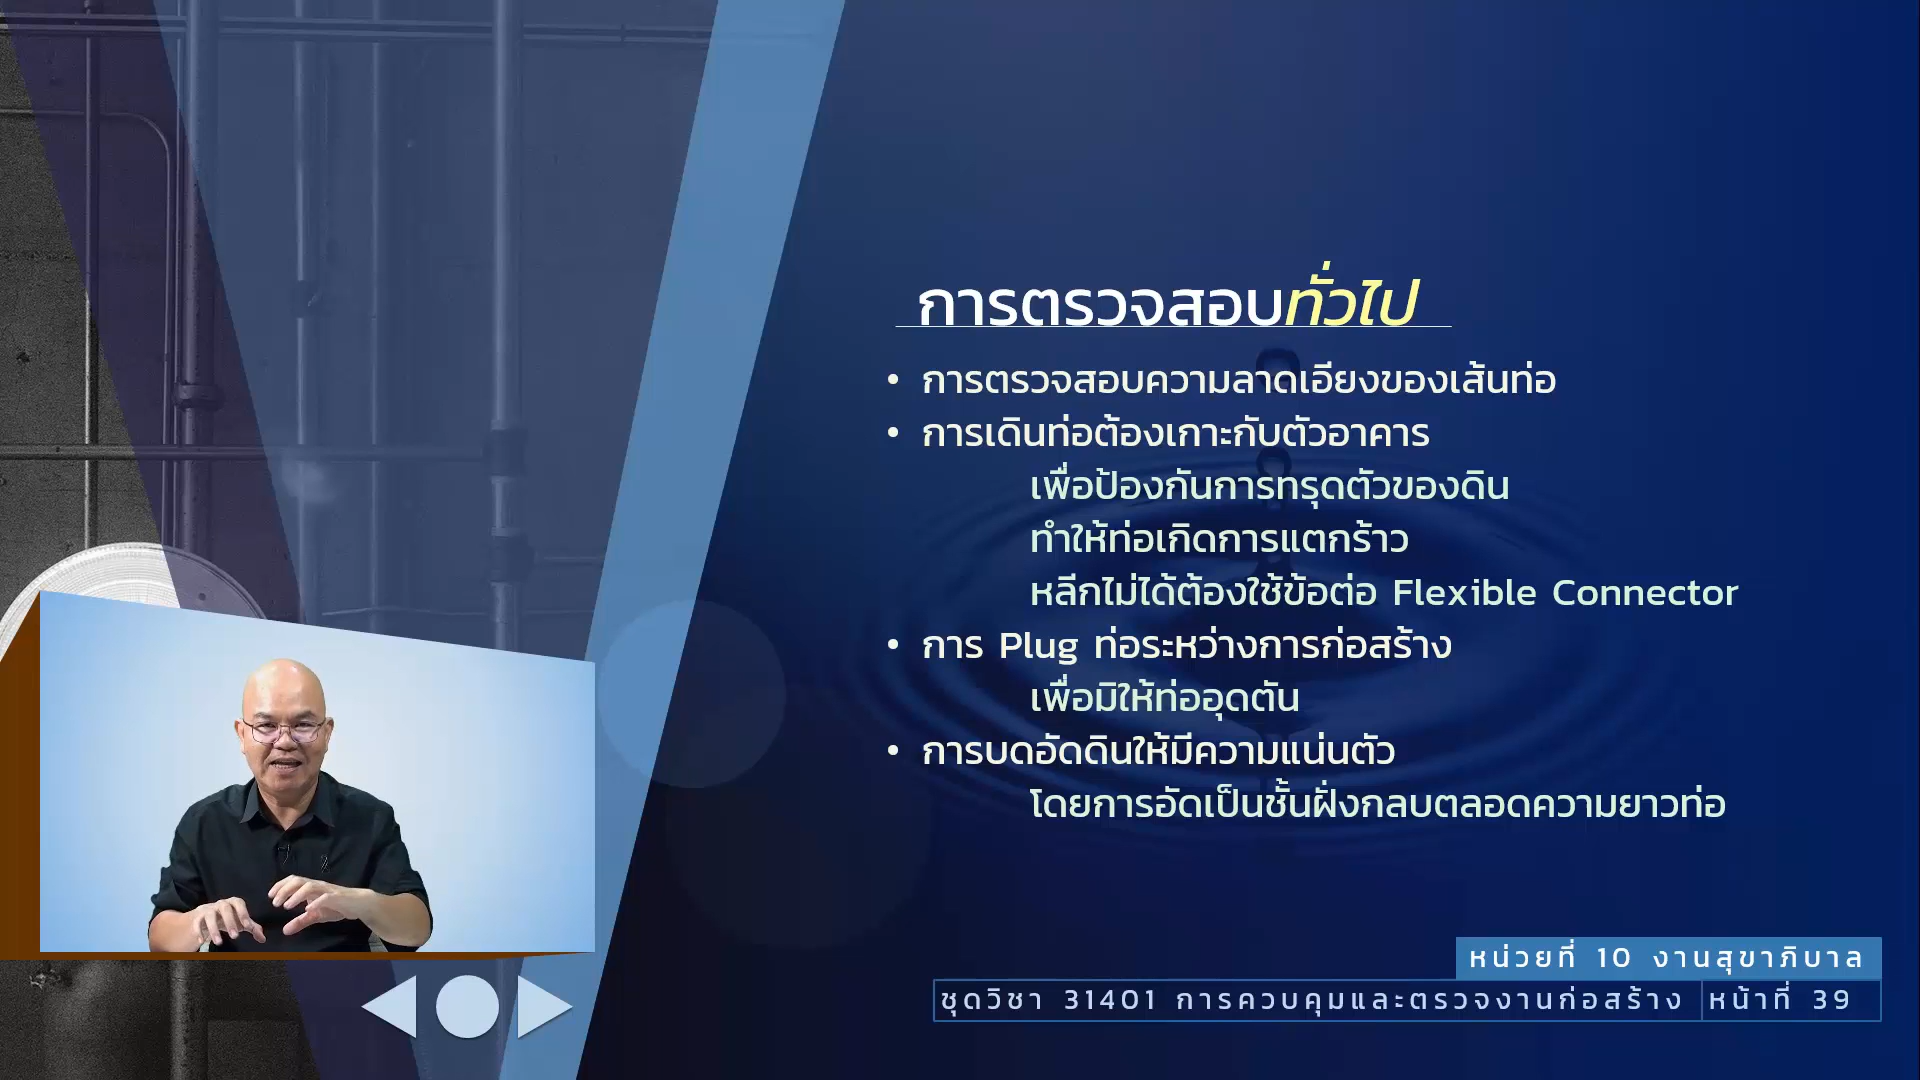 การตรวจสอบทั่วไป
• การตรวจสอบความลาดเอียงของเส้นท่อ
• การเดินท่อต้องเกาะกับตัวอาคาร
เพื่อป้องกันการทรุดตัวของดิน
ทำให้ท่อเกิดการแตกร้าว
หลีกไม่ได้ต้องใช้ข้อต่อ Flexible Connector
• การ Plug ท่อระหว่างการก่อสร้าง
เพื่อมิให้ท่ออุดตัน
• การบดอัดดินให้มีความแน่นตัว
โดยการอัดเป็นชั้นฝั่งกลบตลอดความยาวท่อ
หน่วยที่ 10 งานสุขาภิบาล
ชุดวิชา 31401 การควบคุมและตรวจงานก่อสร้าง หน้าที่ 39